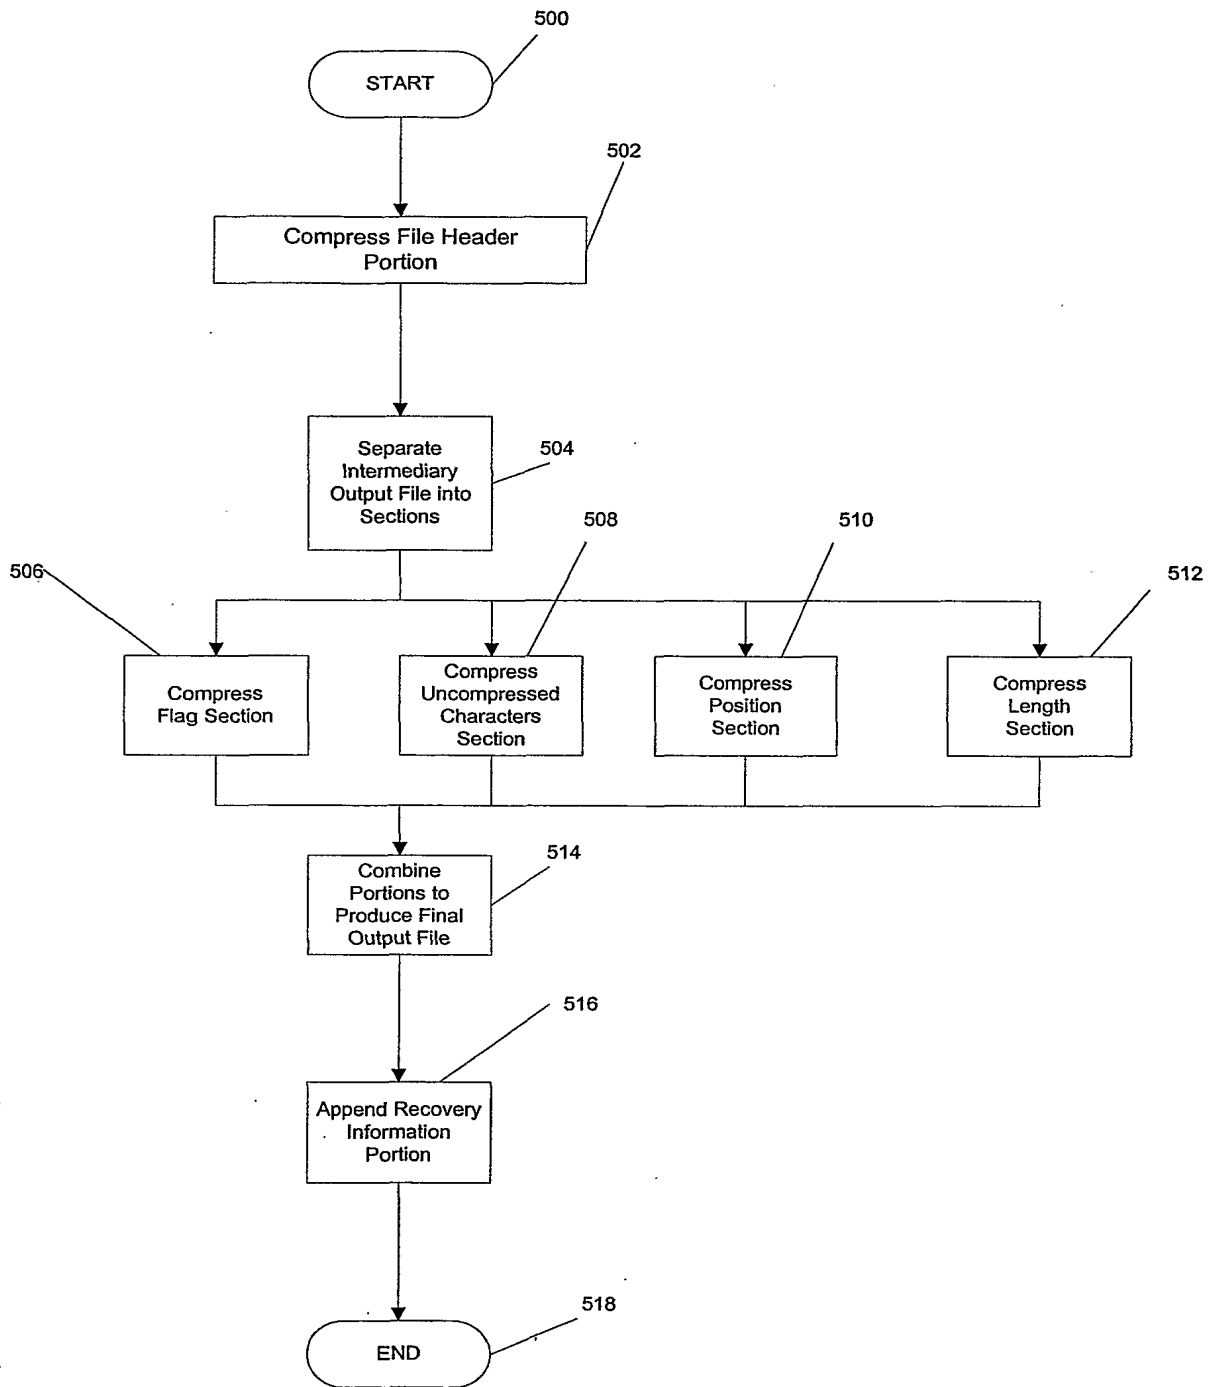 500
START
502
Compress File Header
Portion
Separate
Intermediary
Output File into
Sections
504
508
510
506
512
Compress
Flag Section
Compress
Uncompressed
Characters
Section
Compress
Position
Section
Compress
Length
Section
514
Combine
Portions to
Produce Final
Output File
516
Append Recovery
Information
Portion
518
END